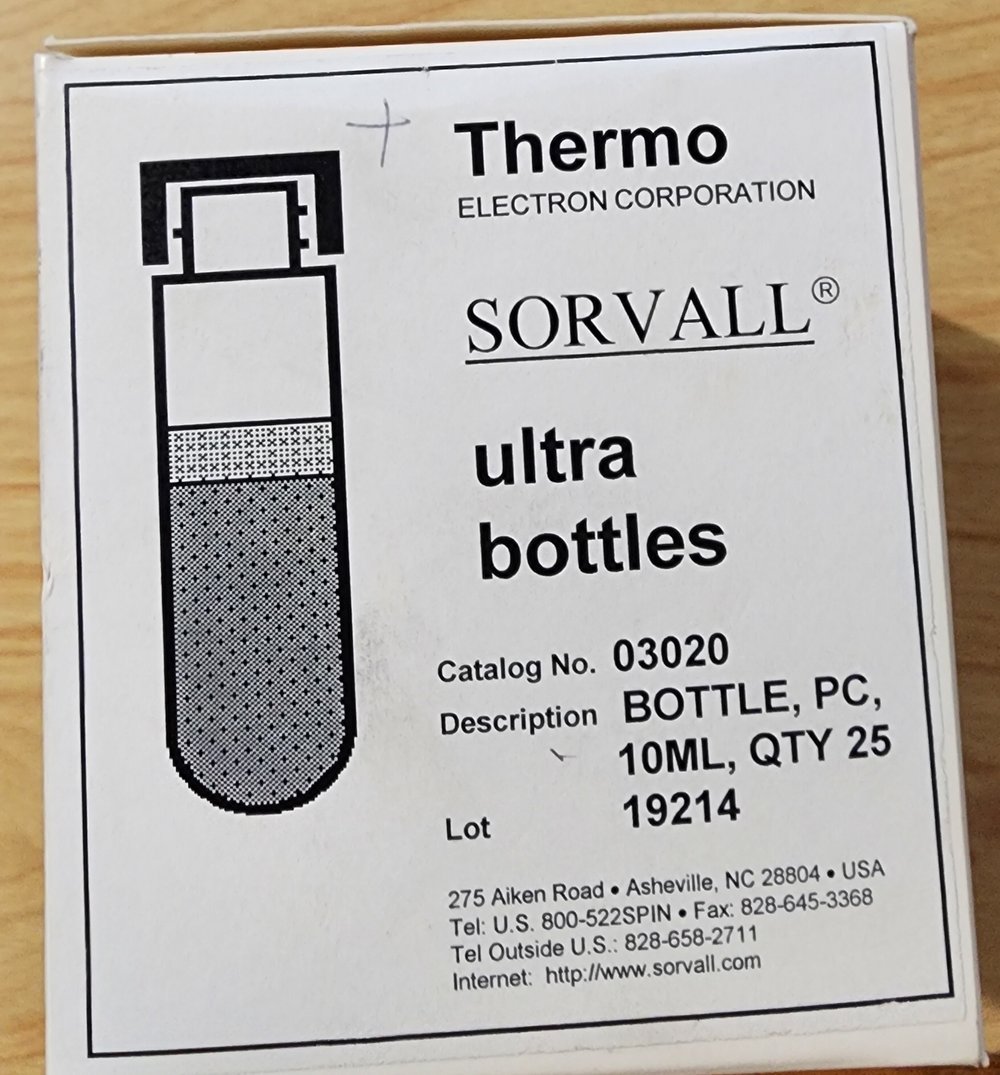 Thermo
ELECTRON CORPORATION
SORVALL®
ultra
bottles
Catalog No. 03020
Description BOTTLE, PC,
10ML, QTY 25
Lot 19214
275 Aiken Road • Asheville, NC 28804 • USA
Tel: U.S. 800-522SPIN • Fax: 828-645-3368
Tel Outside U.S.: 828-658-2711
Internet: http://www.sorvall.com